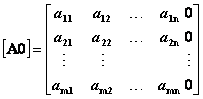 [A0] = [ a11 a12 … a1n 0
a21 a22 … a2n 0
⋮ ⋮ ⋮
am1 am2 … amn 0 ]